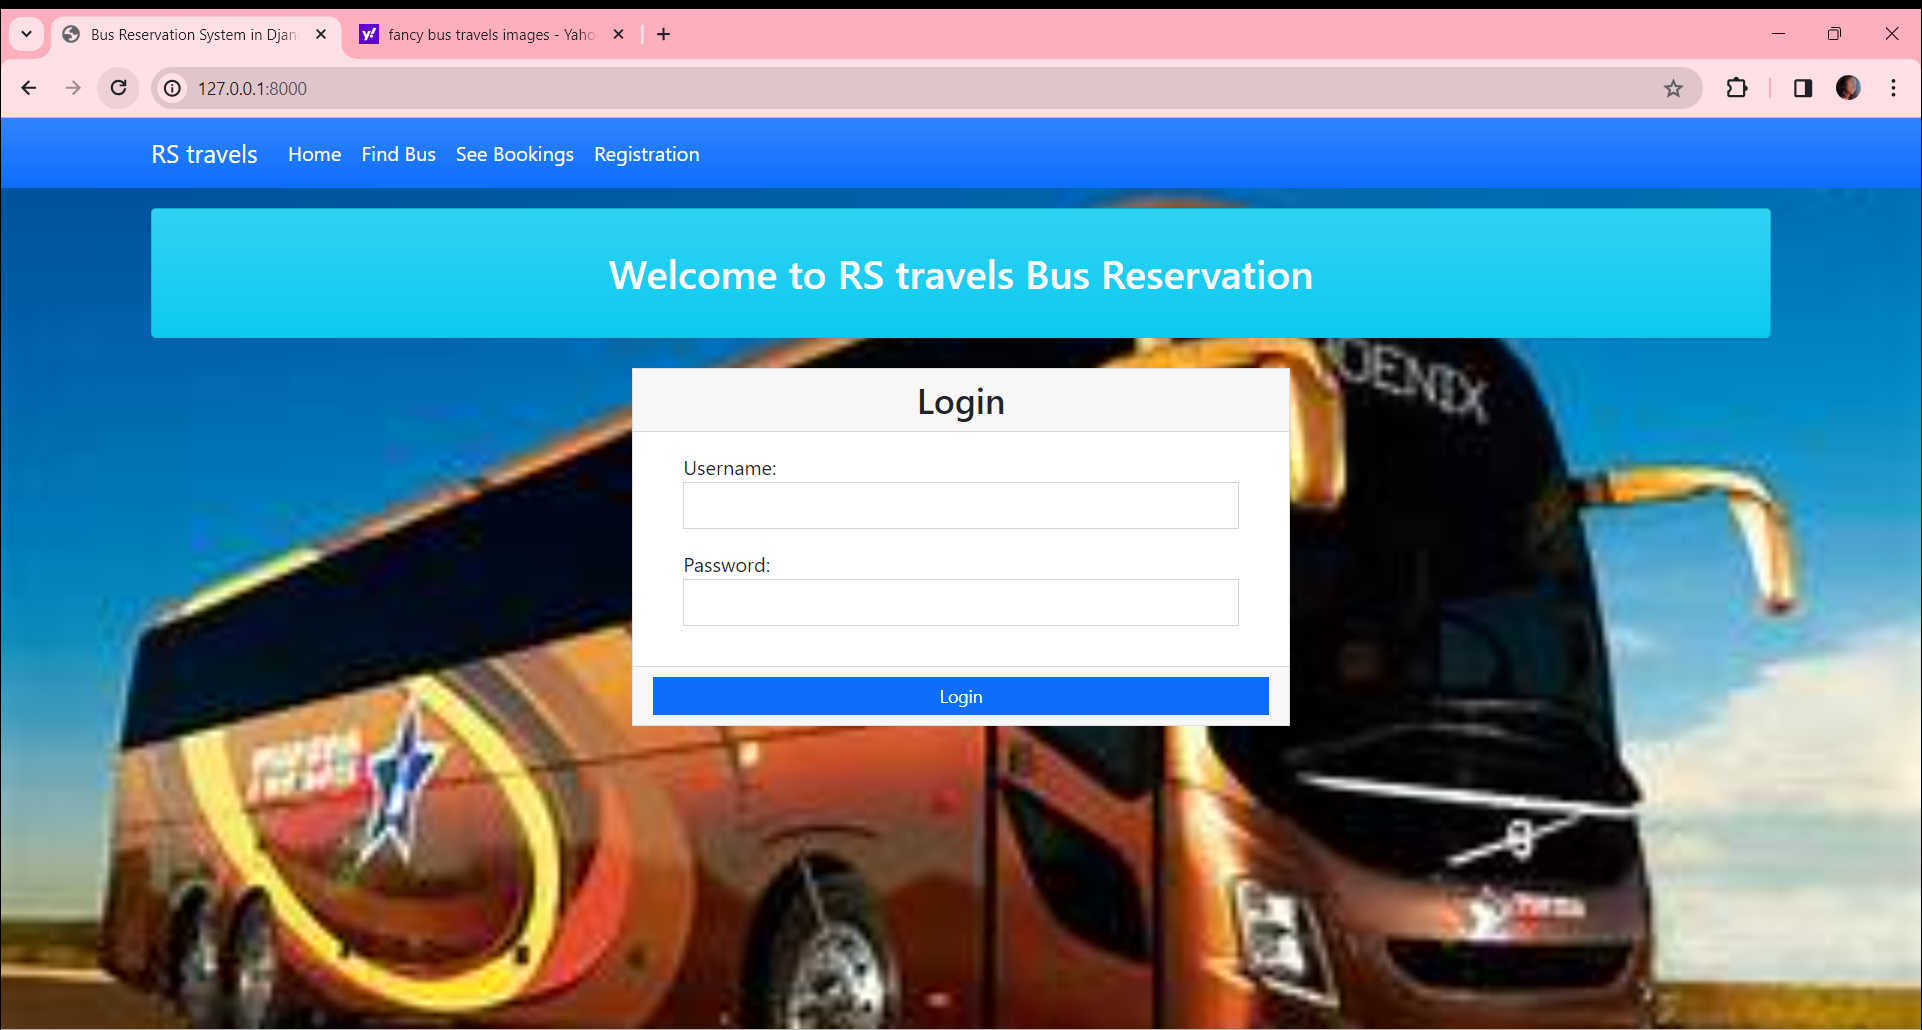 Bus Reservation System in Djan
fancy bus travels images - Yaho
127.0.0.1:8000
RS travels Home Find Bus See Bookings Registration
Welcome to RS travels Bus Reservation
OENIX
Login
Username:
Password:
Login